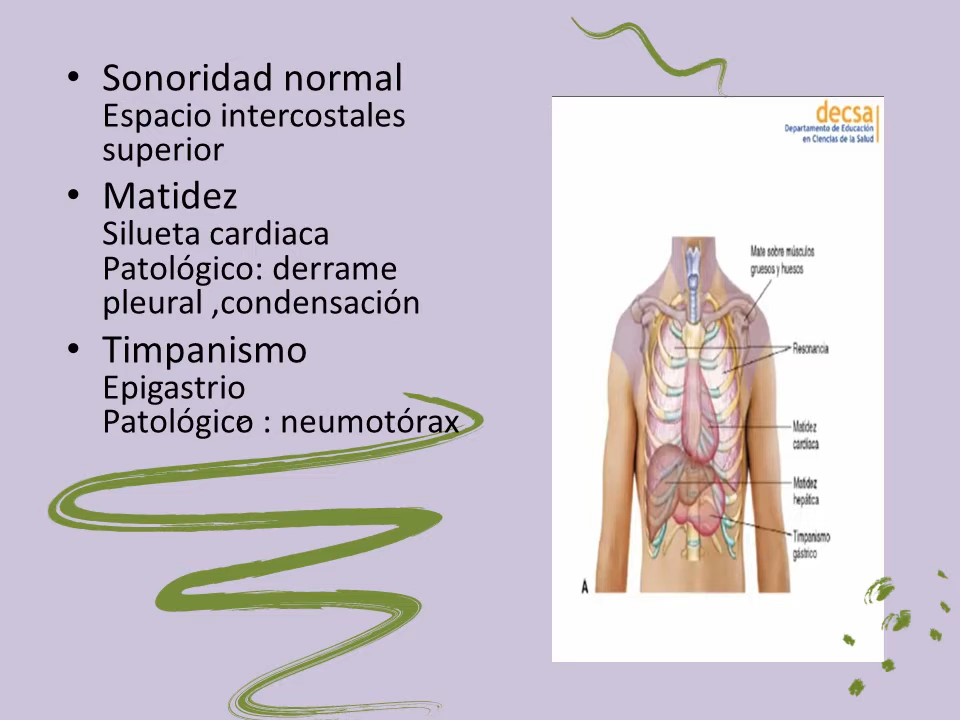 • Sonoridad normal
Espacio intercostales
superior
• Matidez
Silueta cardiaca
Patológico: derrame
pleural ,condensación
• Timpanismo
Epigastrio
Patológico : neumotórax
decsa
Departamento de Educación
en Ciencias de la Salud
Mate sobre músculos
gruesos y huesos
Resonancia
Matidez
cardíaca
Matidez
hepática
Timpanismo
gástrico
A